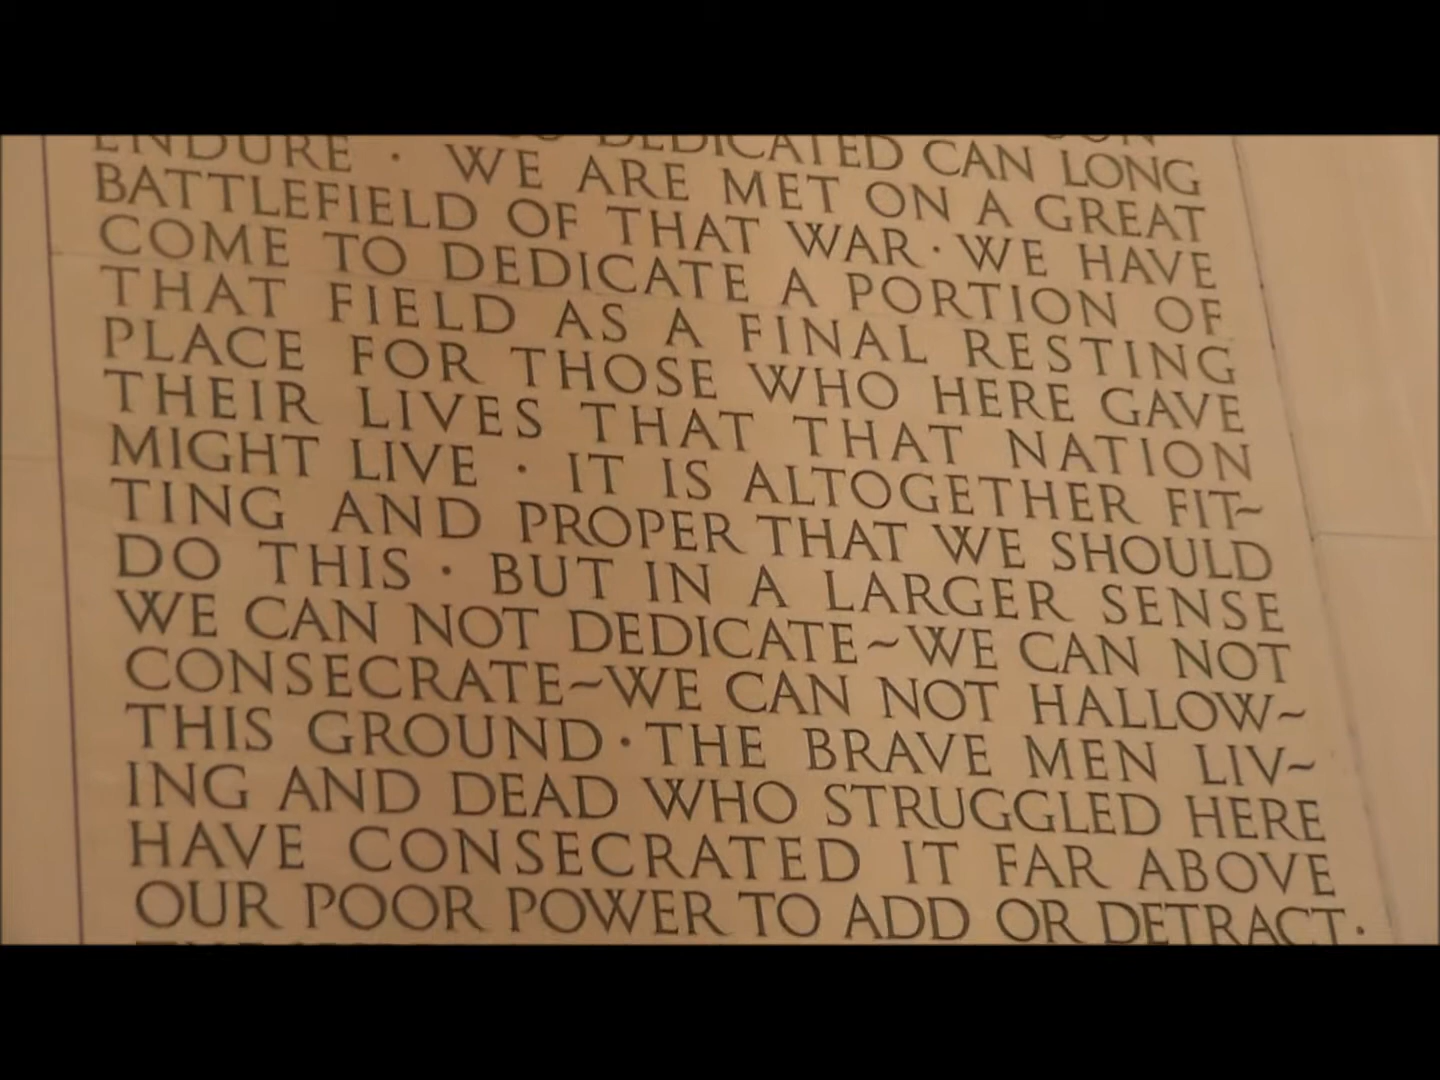 DEDICATED CAN LONG
ENDURE · WE ARE MET ON A GREAT
BATTLEFIELD OF THAT WAR · WE HAVE
COME TO DEDICATE A PORTION OF
THAT FIELD AS A FINAL RESTING
PLACE FOR THOSE WHO HERE GAVE
THEIR LIVES THAT THAT NATION
MIGHT LIVE · IT IS ALTOGETHER FIT~
TING AND PROPER THAT WE SHOULD
DO THIS · BUT IN A LARGER SENSE
WE CAN NOT DEDICATE~WE CAN NOT
CONSECRATE~WE CAN NOT HALLOW~
THIS GROUND · THE BRAVE MEN LIV~
ING AND DEAD WHO STRUGGLED HERE
HAVE CONSECRATED IT FAR ABOVE
OUR POOR POWER TO ADD OR DETRACT ·